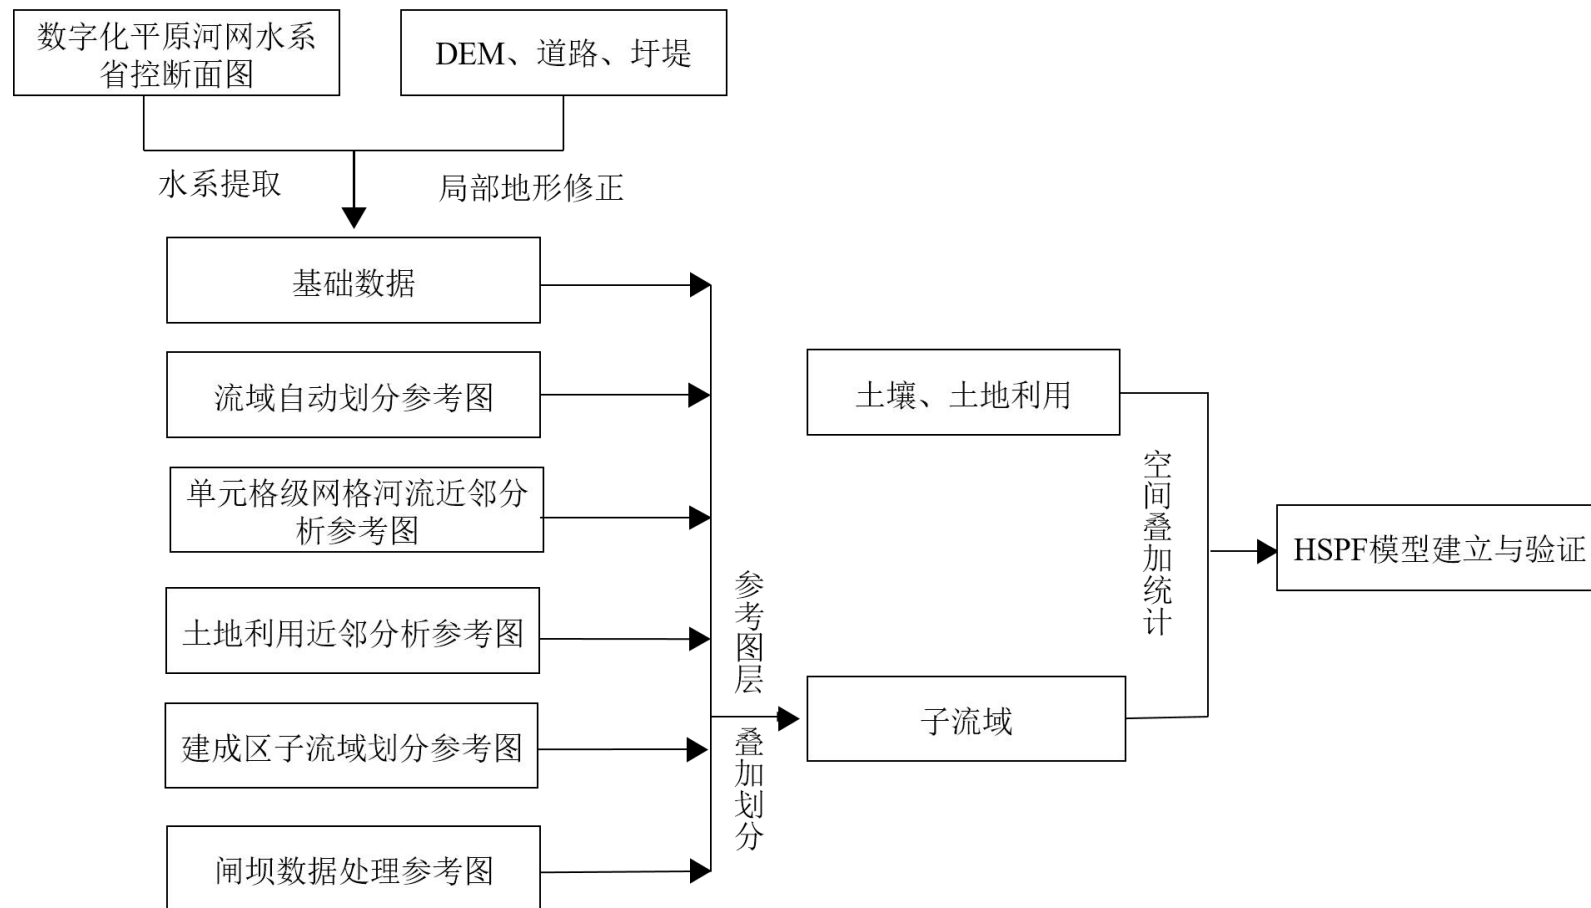 数字化平原河网水系
省控断面图
DEM、道路、圩堤
水系提取
局部地形修正
基础数据
流域自动划分参考图
单元格级网格河流近邻分
析参考图
土地利用近邻分析参考图
建成区子流域划分参考图
闸坝数据处理参考图
参考图层
叠加划分
土壤、土地利用
子流域
空间叠加统计
HSPF模型建立与验证